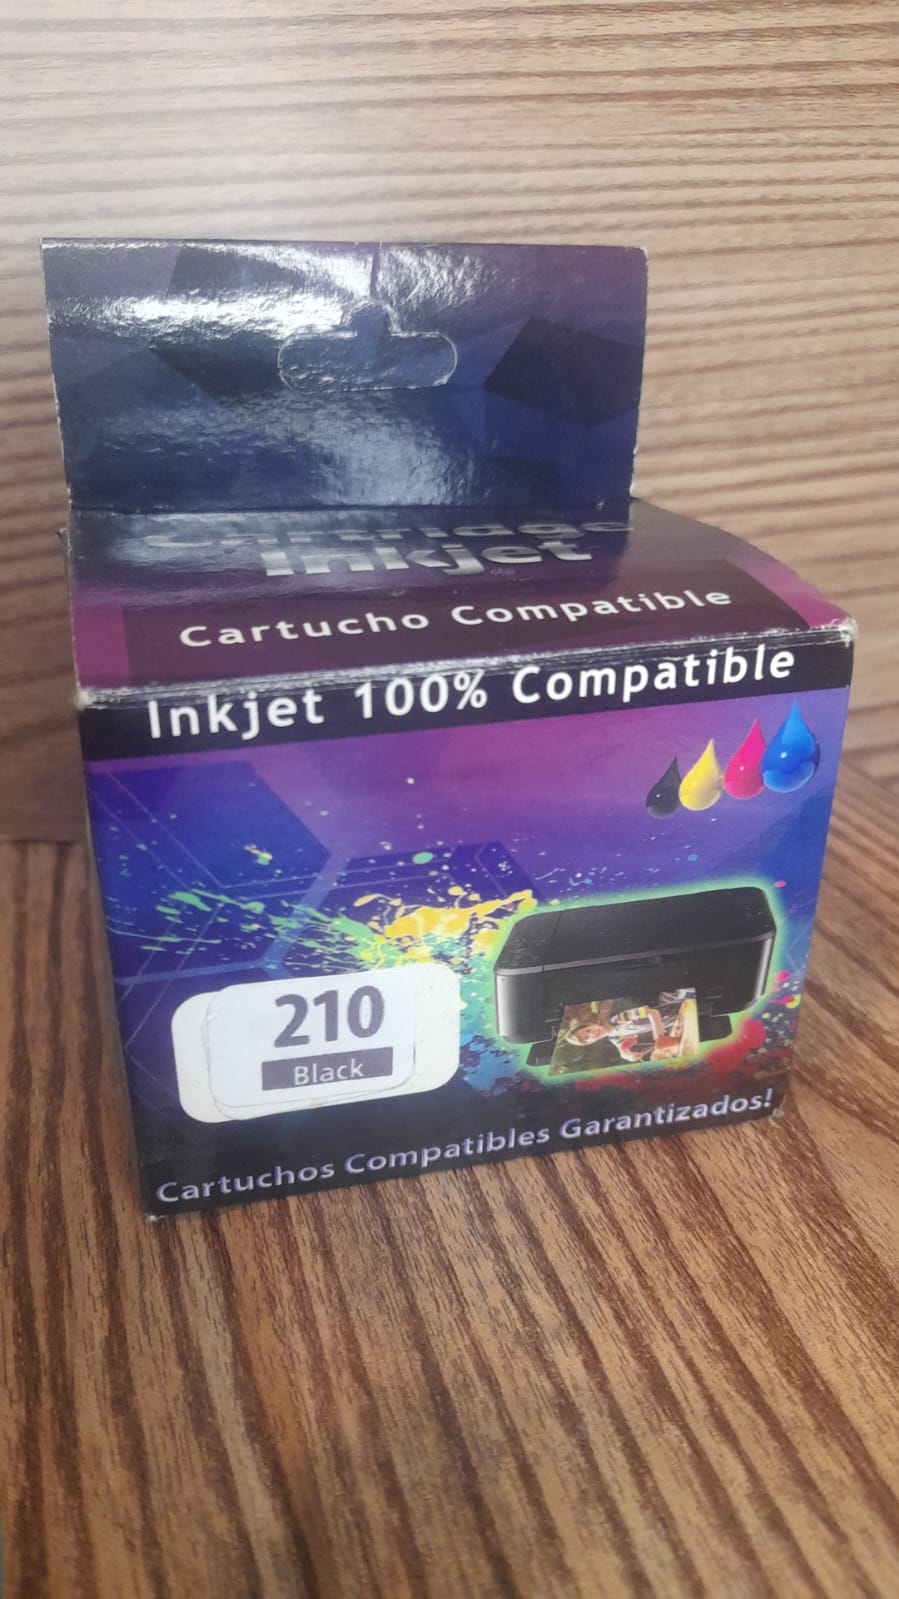 Cartridge
Inkjet
Cartucho Compatible
Inkjet 100% Compatible
210
Black
Cartuchos Compatibles Garantizados!